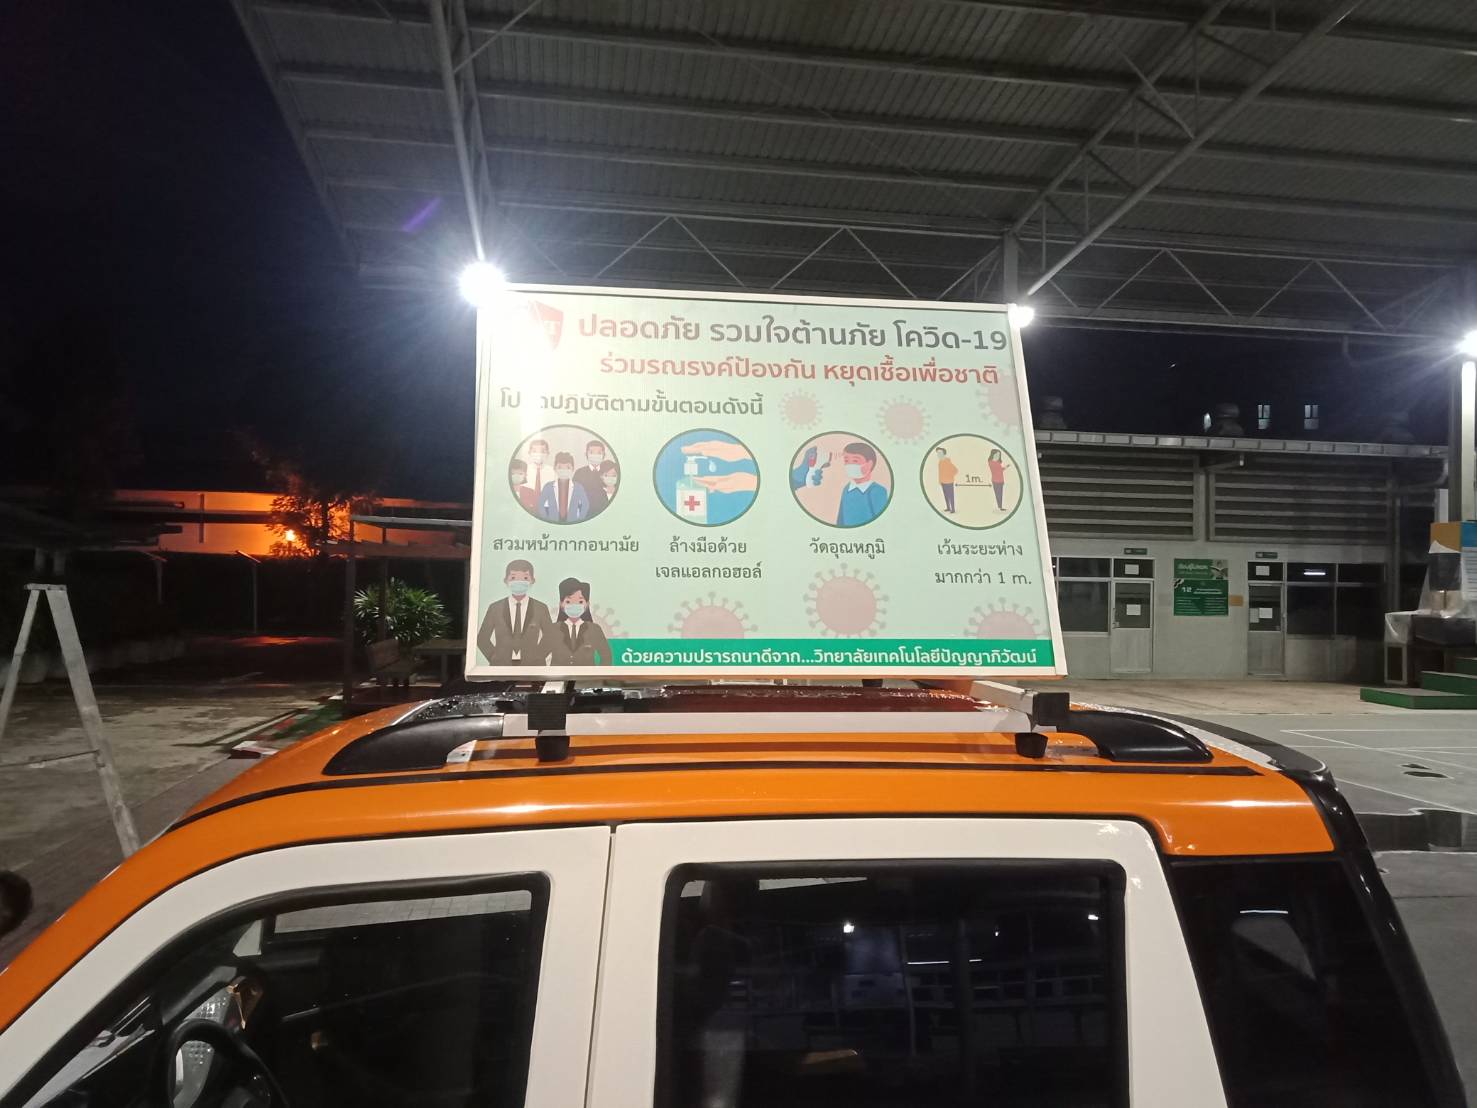 ปลอดภัย รวมใจต้านภัย โควิด-19
ร่วมรณรงค์ป้องกัน หยุดเชื้อเพื่อชาติ
โปรดปฏิบัติตามขั้นตอนดังนี้
1m.
สวมหน้ากากอนามัย
ล้างมือด้วย
เจลแอลกอฮอล์
วัดอุณหภูมิ
เว้นระยะห่าง
มากกว่า 1 m.
ด้วยความปรารถนาดีจาก...วิทยาลัยเทคโนโลยีปัญญาภิวัฒน์
12